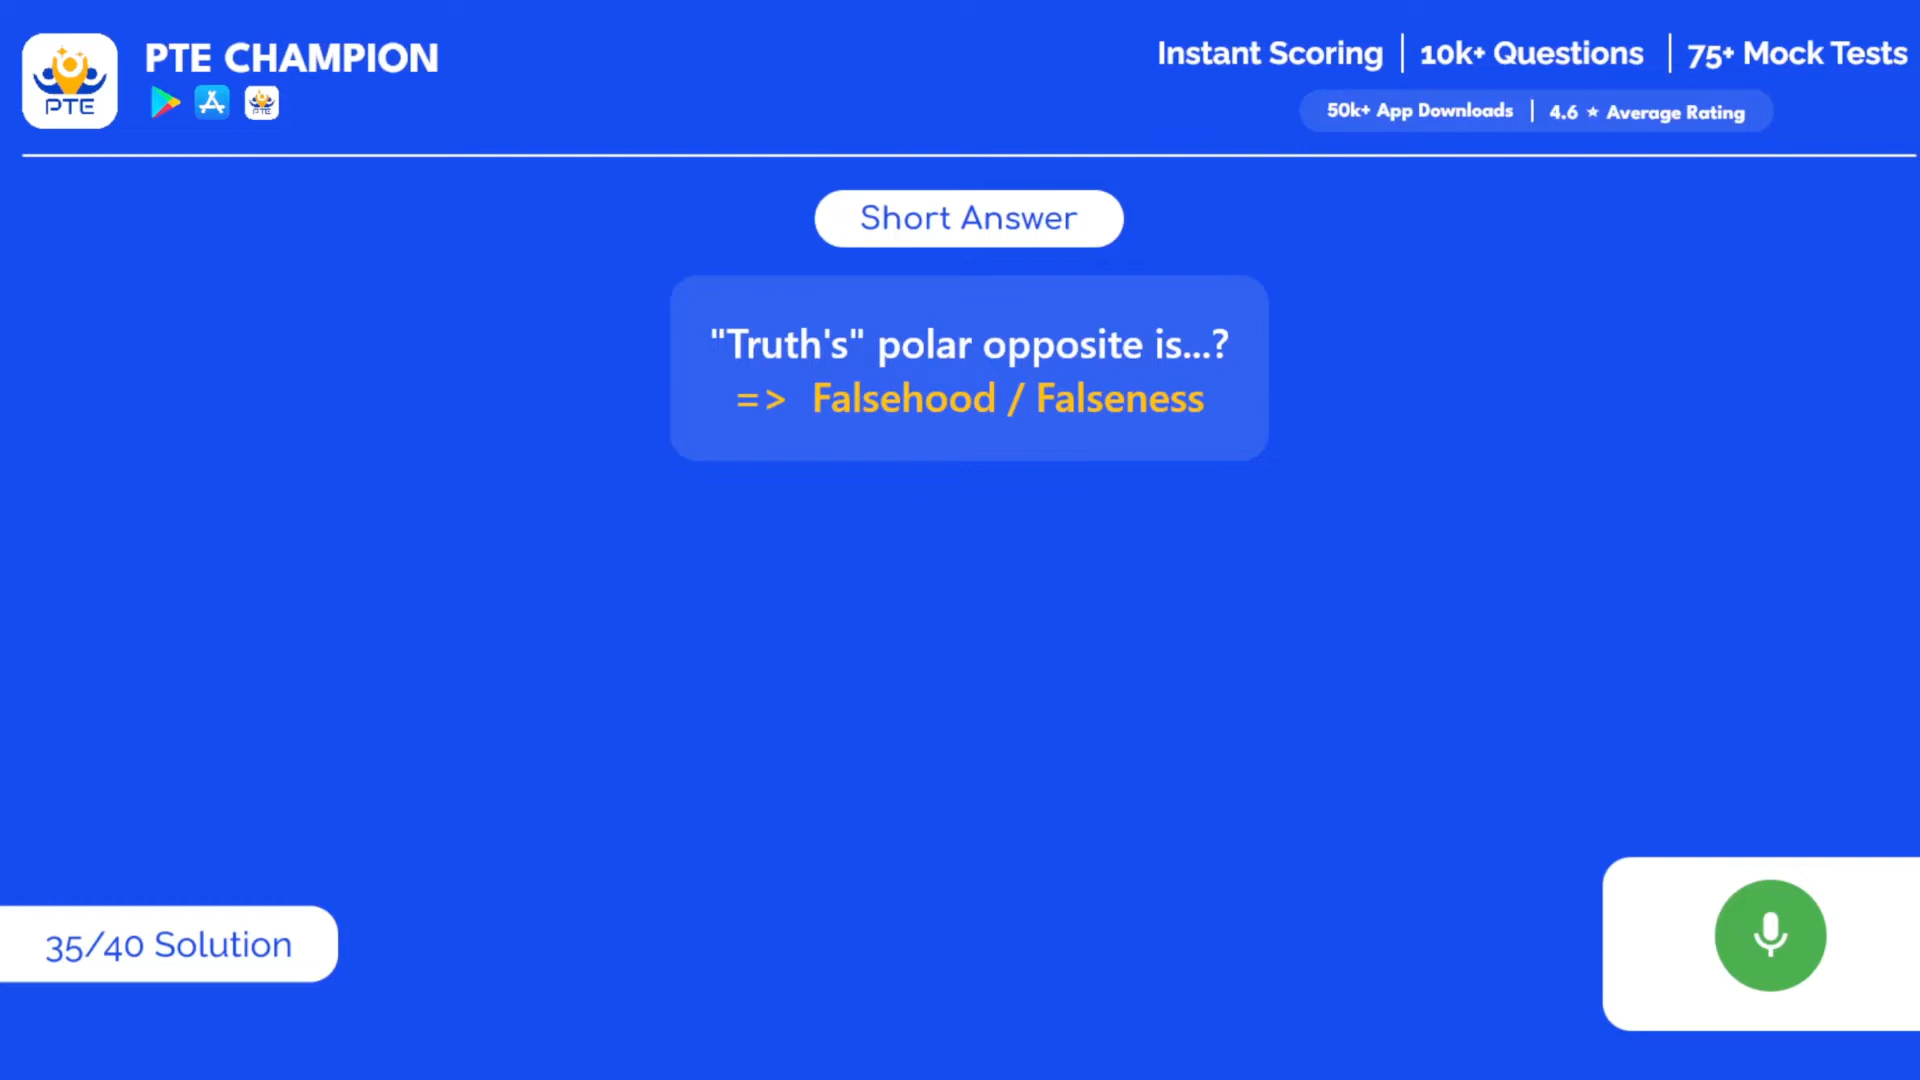 PTE
PTE CHAMPION
PTE
Instant Scoring | 10k+ Questions | 75+ Mock Tests
50k+ App Downloads | 4.6 ★ Average Rating
Short Answer
"Truth's" polar opposite is...?
=> Falsehood / Falseness
35/40 Solution